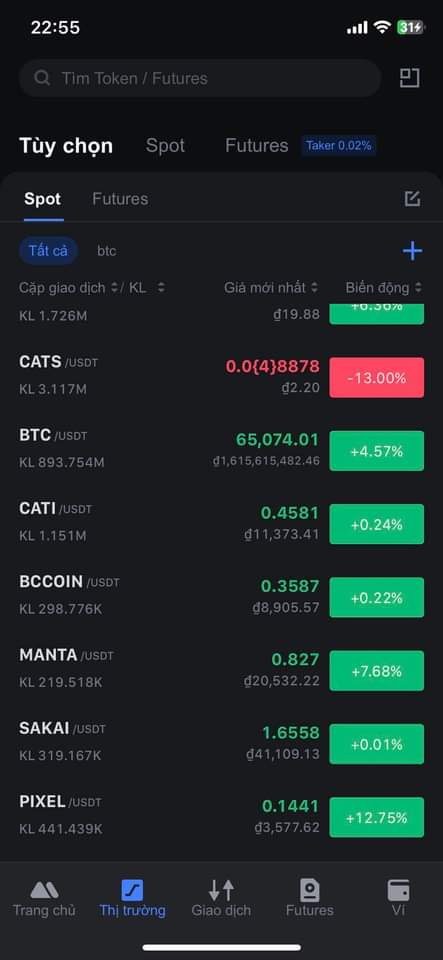 22:55
31
Tìm Token / Futures
Tùy chọn Spot Futures Taker 0.02%
Spot Futures
Tất cả btc
Cặp giao dịch / KL Giá mới nhất Biến động
+6.36%
KL 1.726M ₫19.88
CATS /USDT 0.0{4}8878 -13.00%
KL 3.117M ₫2.20
BTC /USDT 65,074.01 +4.57%
KL 893.754M ₫1,615,615,482.46
CATI /USDT 0.4581 +0.24%
KL 1.151M ₫11,373.41
BCCOIN /USDT 0.3587 +0.22%
KL 298.776K ₫8,905.57
MANTA /USDT 0.827 +7.68%
KL 219.518K ₫20,532.22
SAKAI /USDT 1.6558 +0.01%
KL 319.167K ₫41,109.13
PIXEL /USDT 0.1441 +12.75%
KL 441.439K ₫3,577.62
Trang chủ Thị trường Giao dịch Futures Ví